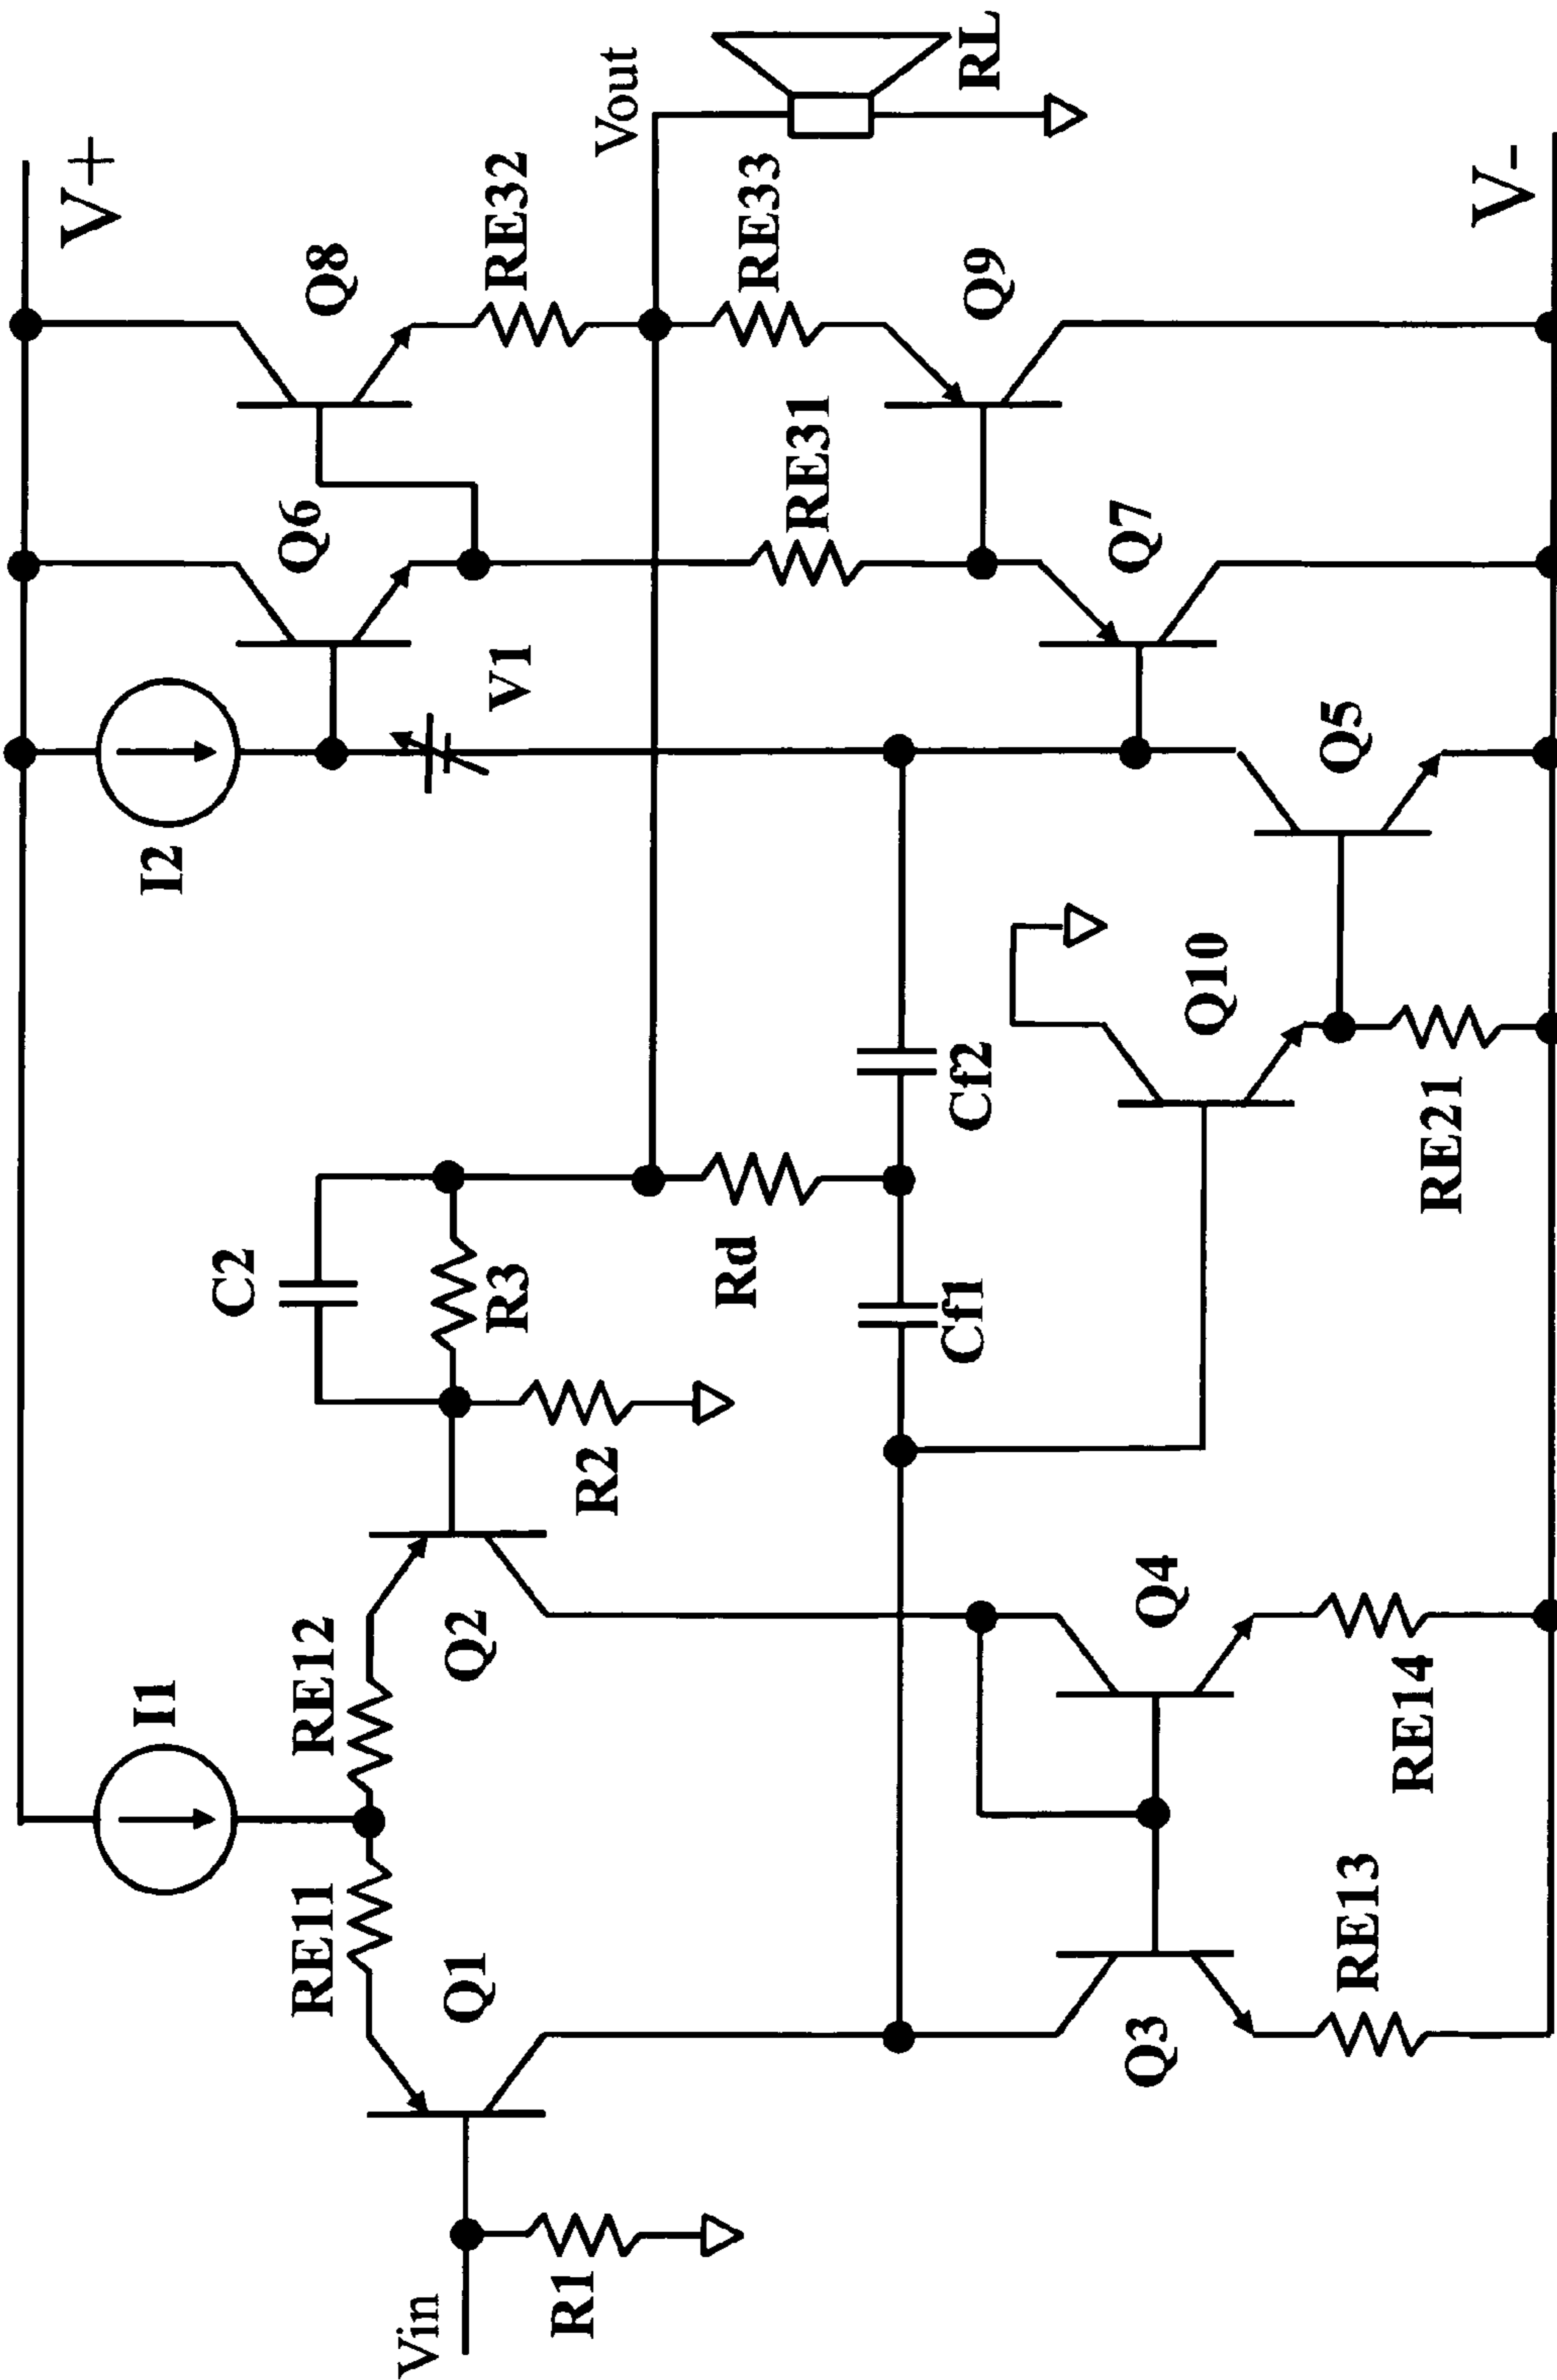 V+
I1
I2
Q6
Q8
RE11
RE12
C2
V1
RE32
Vin
Q1
Q2
R3
Vout
R1
R2
Rd
RE31
RE33
RL
Cf1
Cf2
Q9
Q3
Q4
Q10
Q7
Q5
RE13
RE14
RE21
V-